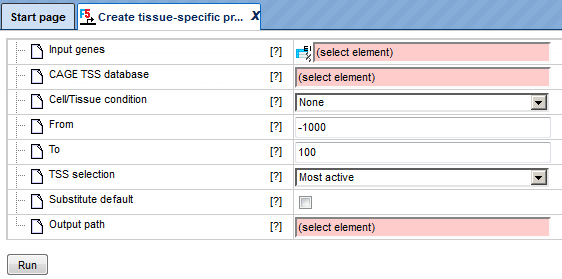 Start page F5 Create tissue-specific pr... X
Input genes [?] (select element)
CAGE TSS database [?] (select element)
Cell/Tissue condition [?] None
From [?] -1000
To [?] 100
TSS selection [?] Most active
Substitute default [?]
Output path [?] (select element)
Run